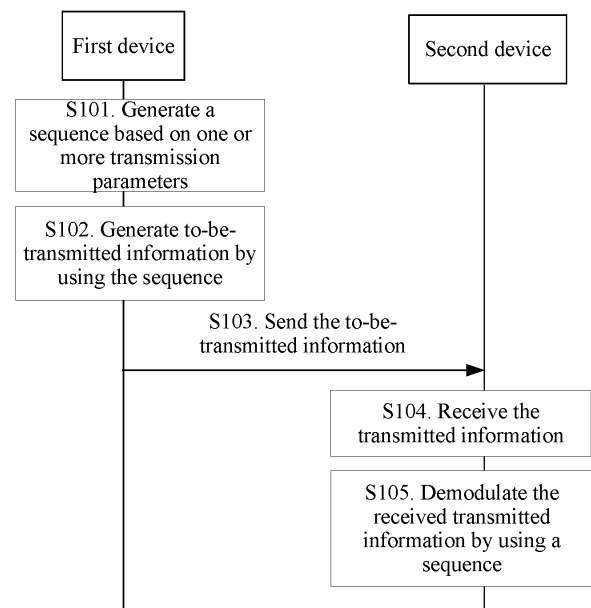 First device
Second device
S101. Generate a
sequence based on one or
more transmission
parameters
S102. Generate to-be-
transmitted information by
using the sequence
S103. Send the to-be-
transmitted information
S104. Receive the
transmitted information
S105. Demodulate the
received transmitted
information by using a
sequence